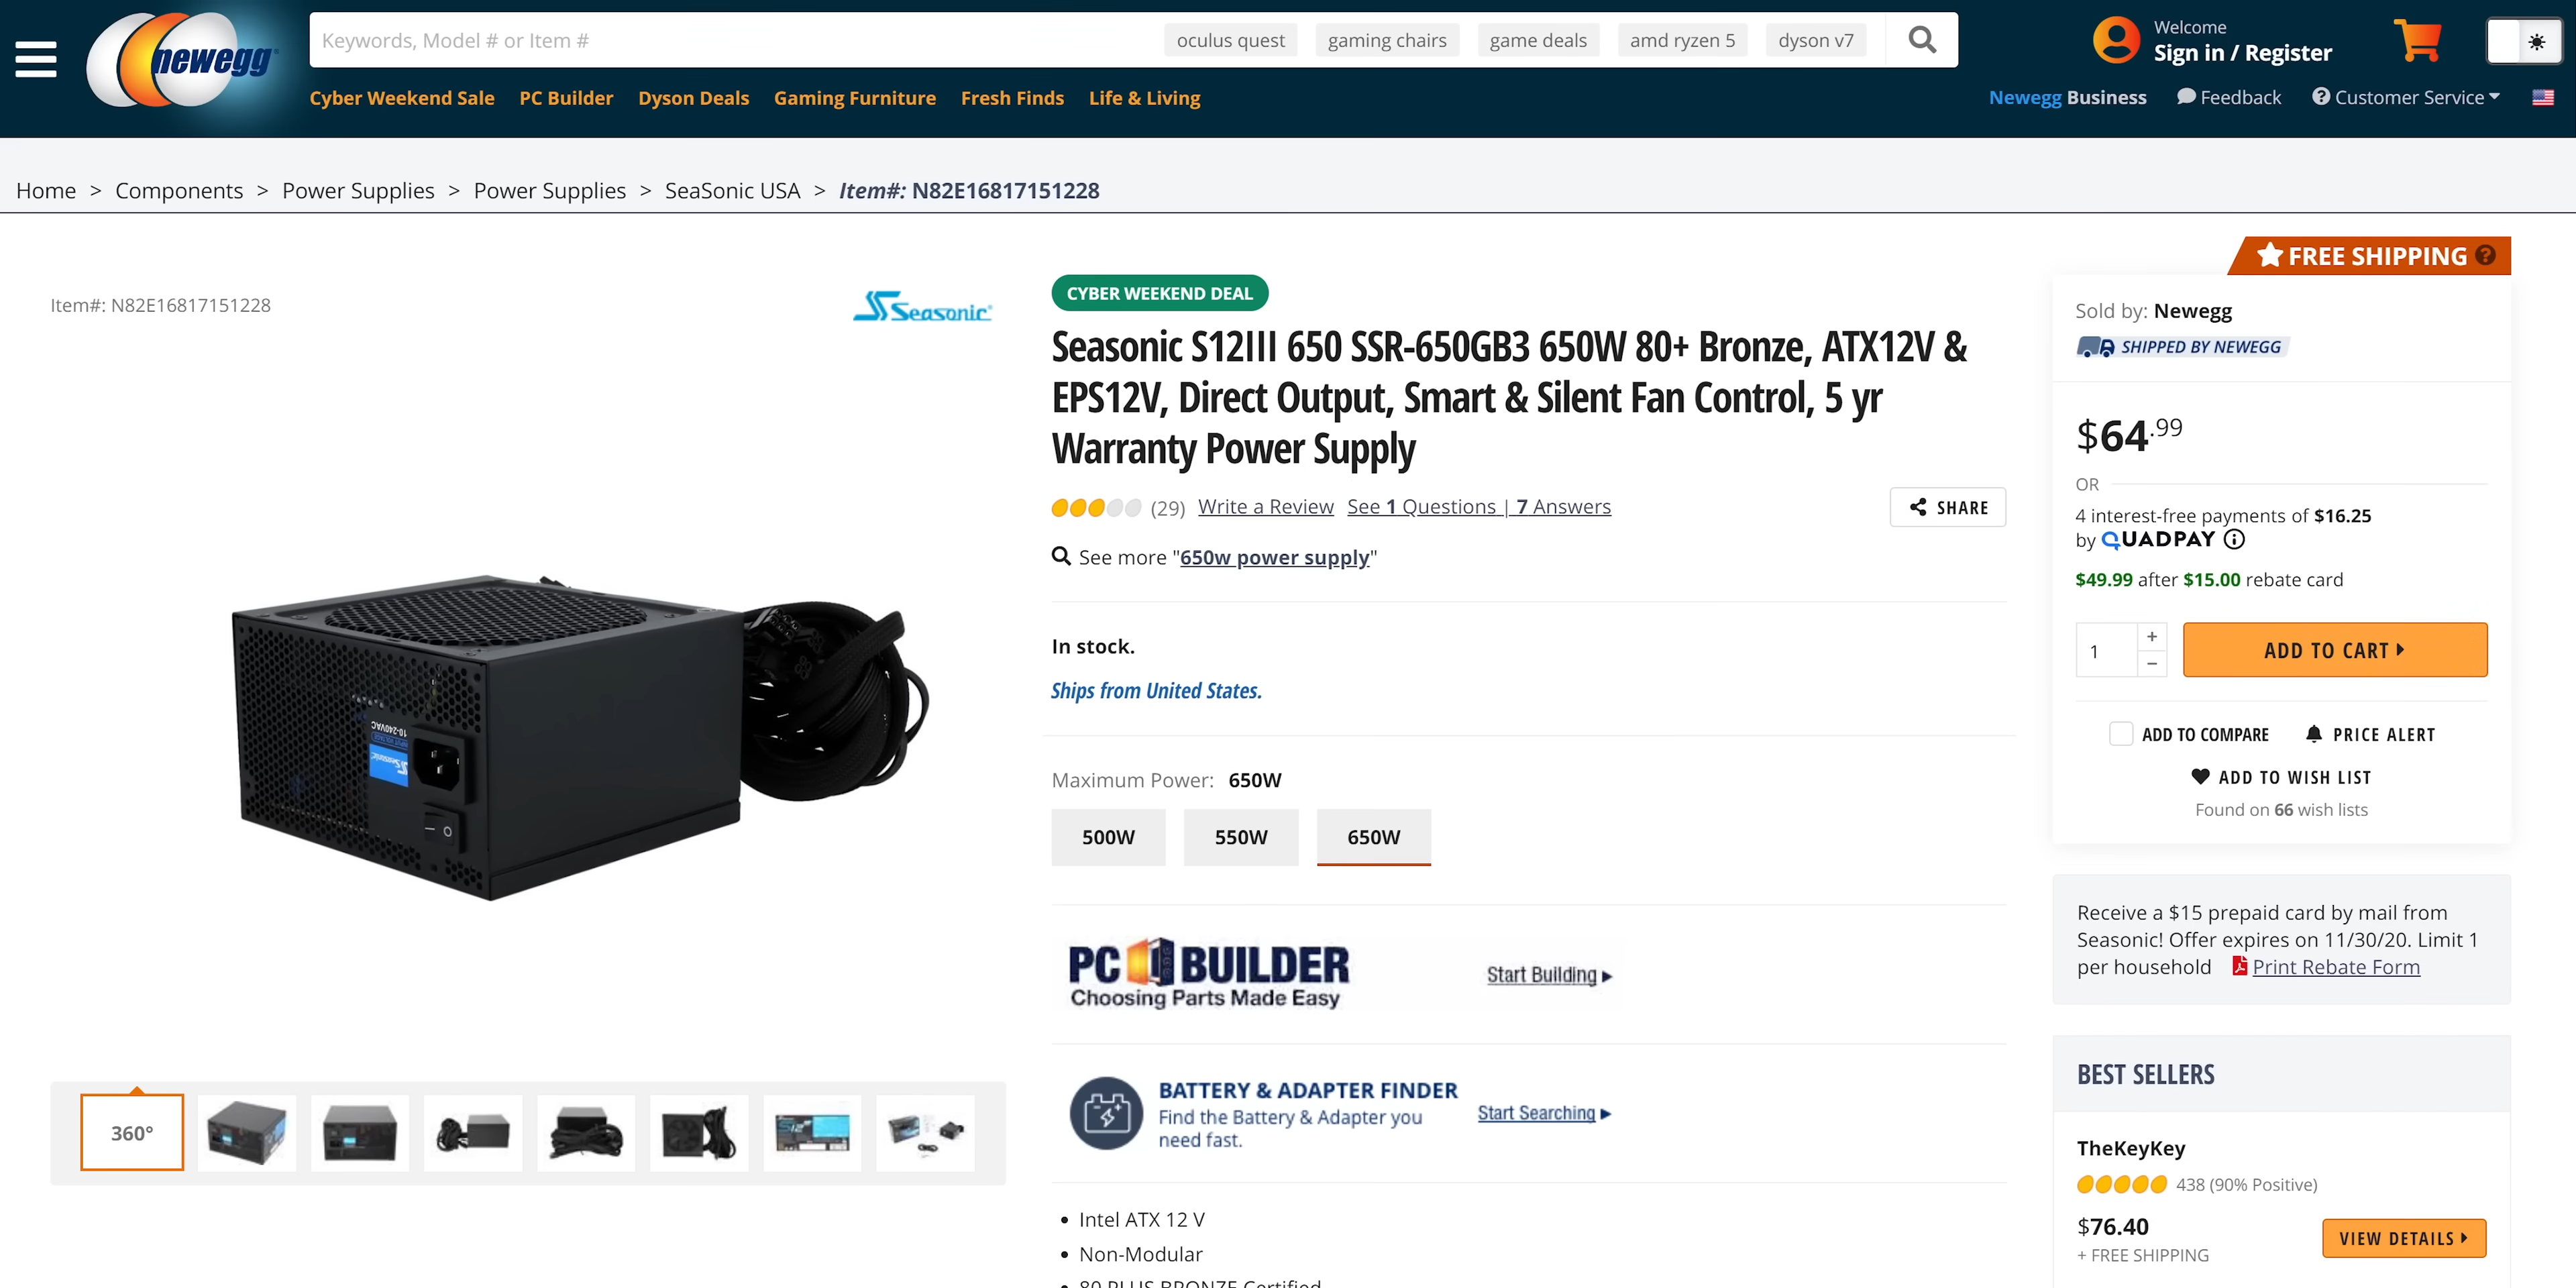 newegg
Keywords, Model # or Item #
oculus quest
gaming chairs
game deals
amd ryzen 5
dyson v7
Welcome
Sign in / Register
Cyber Weekend Sale
PC Builder
Dyson Deals
Gaming Furniture
Fresh Finds
Life & Living
Newegg Business
Feedback
Customer Service
Home > Components > Power Supplies > Power Supplies > SeaSonic USA > Item#: N82E16817151228
Item#: N82E16817151228
Seasonic
360°
CYBER WEEKEND DEAL
Seasonic S12III 650 SSR-650GB3 650W 80+ Bronze, ATX12V &
EPS12V, Direct Output, Smart & Silent Fan Control, 5 yr
Warranty Power Supply
(29) Write a Review See 1 Questions | 7 Answers
SHARE
See more "650w power supply"
In stock.
Ships from United States.
Maximum Power: 650W
500W
550W
650W
PC BUILDER
Choosing Parts Made Easy
Start Building
BATTERY & ADAPTER FINDER
Find the Battery & Adapter you
need fast.
Start Searching
• Intel ATX 12 V
• Non-Modular
• 80 PLUS BRONZE Certified
FREE SHIPPING
Sold by: Newegg
SHIPPED BY NEWEGG
$64.99
OR
4 interest-free payments of $16.25
by QUADPAY
$49.99 after $15.00 rebate card
1
+
−
ADD TO CART
ADD TO COMPARE
PRICE ALERT
ADD TO WISH LIST
Found on 66 wish lists
Receive a $15 prepaid card by mail from
Seasonic! Offer expires on 11/30/20. Limit 1
per household Print Rebate Form
BEST SELLERS
TheKeyKey
438 (90% Positive)
$76.40
+ FREE SHIPPING
VIEW DETAILS